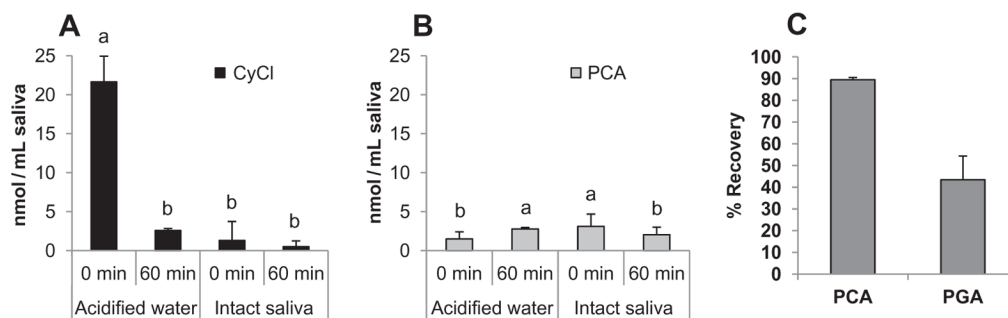 A
a
25
20
15
10
5
0
nmol / mL saliva
CyCl
b
b
b
0 min
60 min
0 min
60 min
Acidified water
Intact saliva
B
25
20
15
10
5
0
nmol / mL saliva
PCA
b
a
a
b
0 min
60 min
0 min
60 min
Acidified water
Intact saliva
C
100
90
80
70
60
50
40
30
20
10
0
% Recovery
PCA
PGA